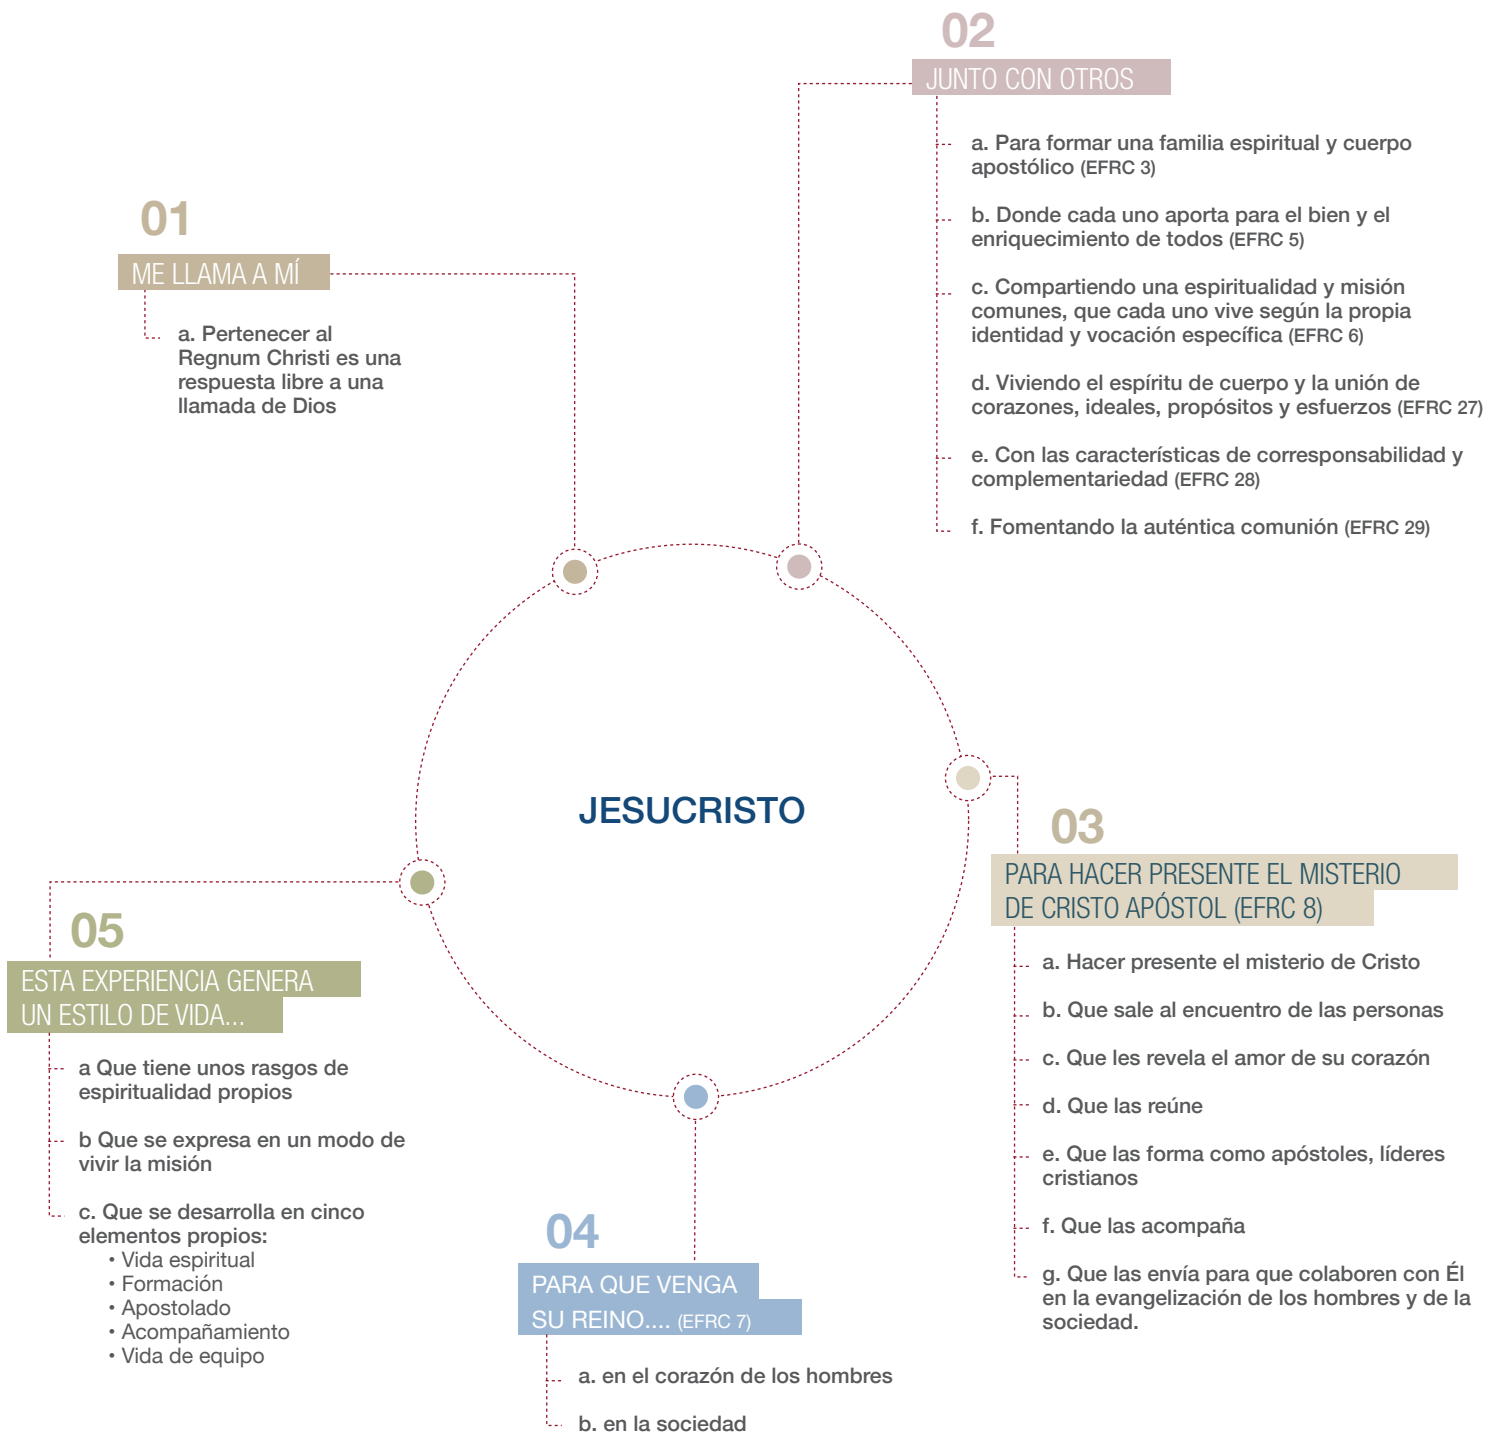 01
ME LLAMA A MÍ
a. Pertenecer al
Regnum Christi es una
respuesta libre a una
llamada de Dios
02
JUNTO CON OTROS
a. Para formar una familia espiritual y cuerpo
apostólico (EFRC 3)
b. Donde cada uno aporta para el bien y el
enriquecimiento de todos (EFRC 5)
c. Compartiendo una espiritualidad y misión
comunes, que cada uno vive según la propia
identidad y vocación específica (EFRC 6)
d. Viviendo el espíritu de cuerpo y la unión de
corazones, ideales, propósitos y esfuerzos (EFRC 27)
e. Con las características de corresponsabilidad y
complementariedad (EFRC 28)
f. Fomentando la auténtica comunión (EFRC 29)
JESUCRISTO
03
PARA HACER PRESENTE EL MISTERIO
DE CRISTO APÓSTOL (EFRC 8)
a. Hacer presente el misterio de Cristo
b. Que sale al encuentro de las personas
c. Que les revela el amor de su corazón
d. Que las reúne
e. Que las forma como apóstoles, líderes
cristianos
f. Que las acompaña
g. Que las envía para que colaboren con Él
en la evangelización de los hombres y de la
sociedad.
04
PARA QUE VENGA
SU REINO.... (EFRC 7)
a. en el corazón de los hombres
b. en la sociedad
05
ESTA EXPERIENCIA GENERA
UN ESTILO DE VIDA...
a Que tiene unos rasgos de
espiritualidad propios
b Que se expresa en un modo de
vivir la misión
c. Que se desarrolla en cinco
elementos propios:
• Vida espiritual
• Formación
• Apostolado
• Acompañamiento
• Vida de equipo